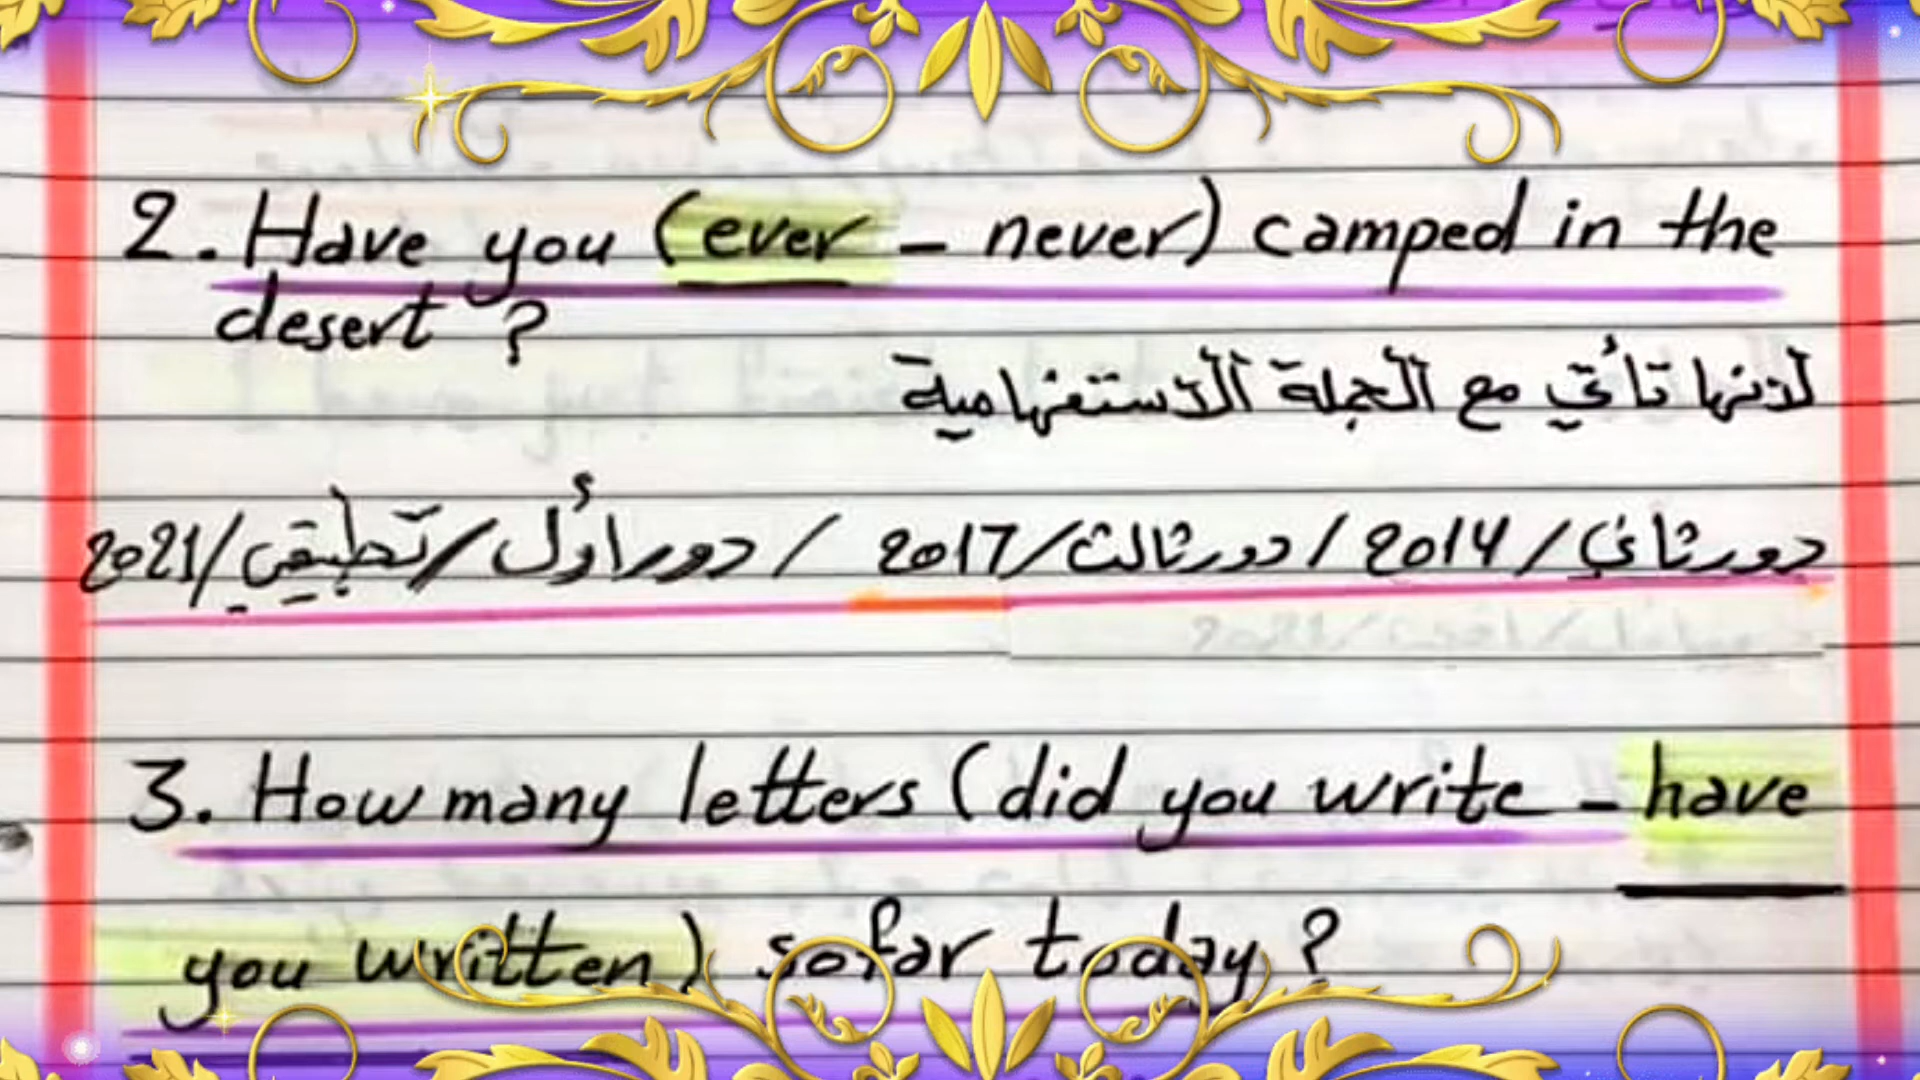 2. Have you (ever - never) camped in the
desert ?
لانها تأتي مع الجملة الاستفهامية
دور ثاني / 2014 / دور ثالث / 2017 / دور أول / تطبيقي / 2021
3. How many letters (did you write - have
you written) so far today ?